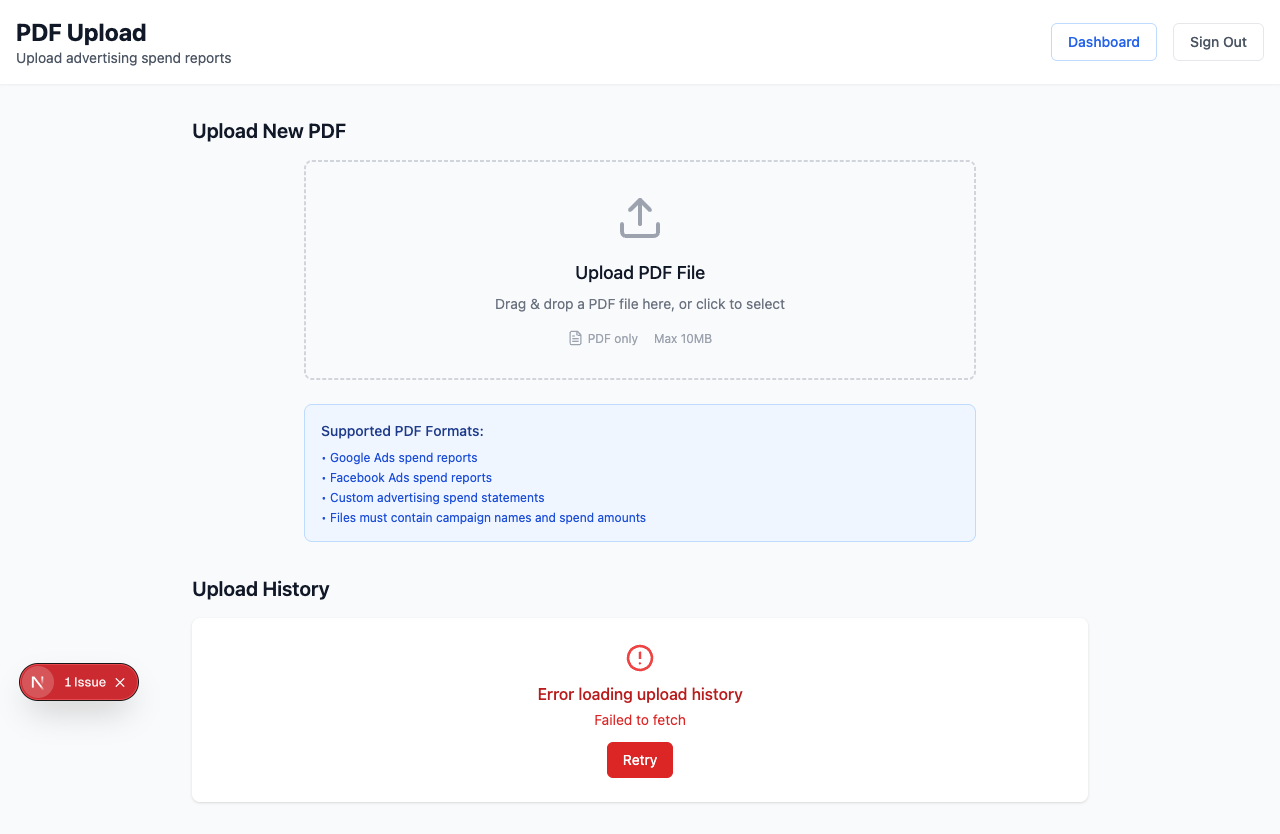 PDF Upload
Upload advertising spend reports
Dashboard
Sign Out
Upload New PDF
Upload PDF File
Drag & drop a PDF file here, or click to select
PDF only Max 10MB
Supported PDF Formats:
• Google Ads spend reports
• Facebook Ads spend reports
• Custom advertising spend statements
• Files must contain campaign names and spend amounts
Upload History
Error loading upload history
Failed to fetch
Retry
N 1 Issue